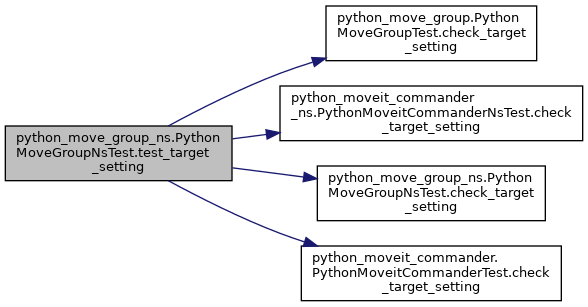 python_move_group.Python
MoveGroupTest.check_target
_setting
python_moveit_commander
_ns.PythonMoveitCommanderNsTest.check
_target_setting
python_move_group_ns.Python
MoveGroupNsTest.test_target
_setting
python_move_group_ns.Python
MoveGroupNsTest.check_target
_setting
python_moveit_commander.
PythonMoveitCommanderTest.check
_target_setting